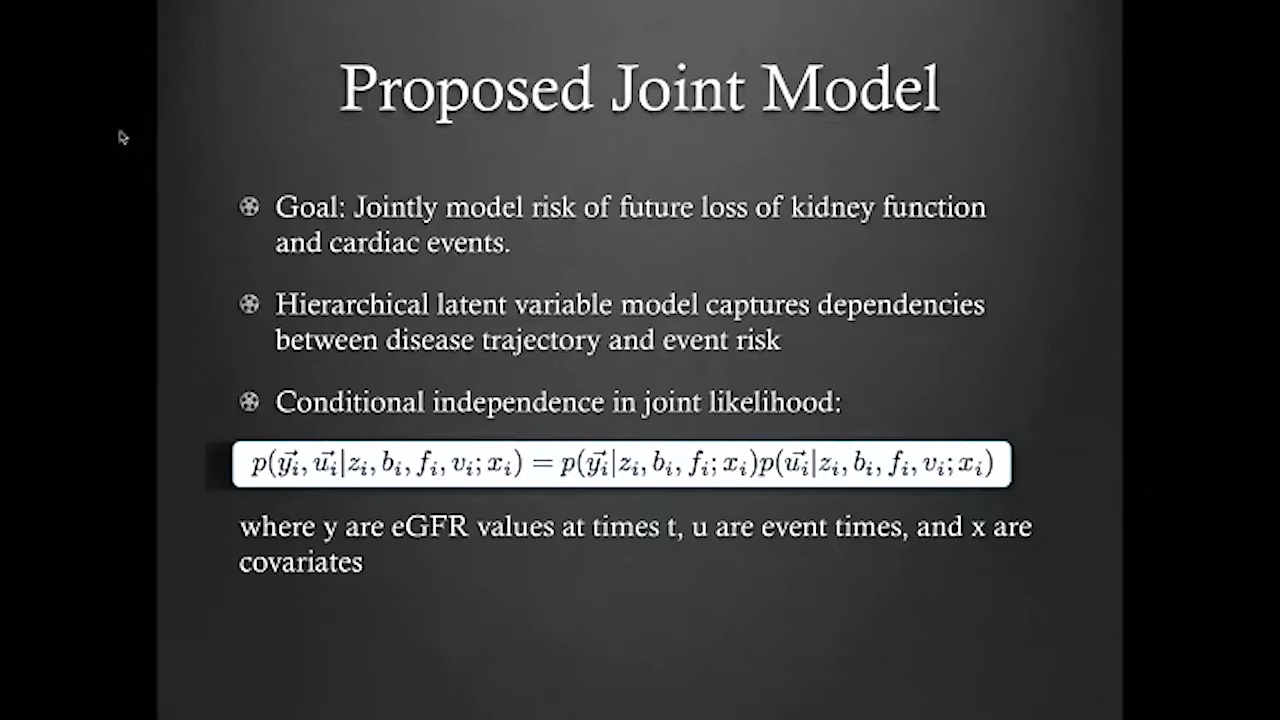 Proposed Joint Model
Goal: Jointly model risk of future loss of kidney function
and cardiac events.
Hierarchical latent variable model captures dependencies
between disease trajectory and event risk
Conditional independence in joint likelihood:
p(y⃗ᵢ, u⃗ᵢ|zᵢ, bᵢ, fᵢ, vᵢ; xᵢ) = p(y⃗ᵢ|zᵢ, bᵢ, fᵢ; xᵢ)p(u⃗ᵢ|zᵢ, bᵢ, fᵢ, vᵢ; xᵢ)
where y are eGFR values at times t, u are event times, and x are
covariates